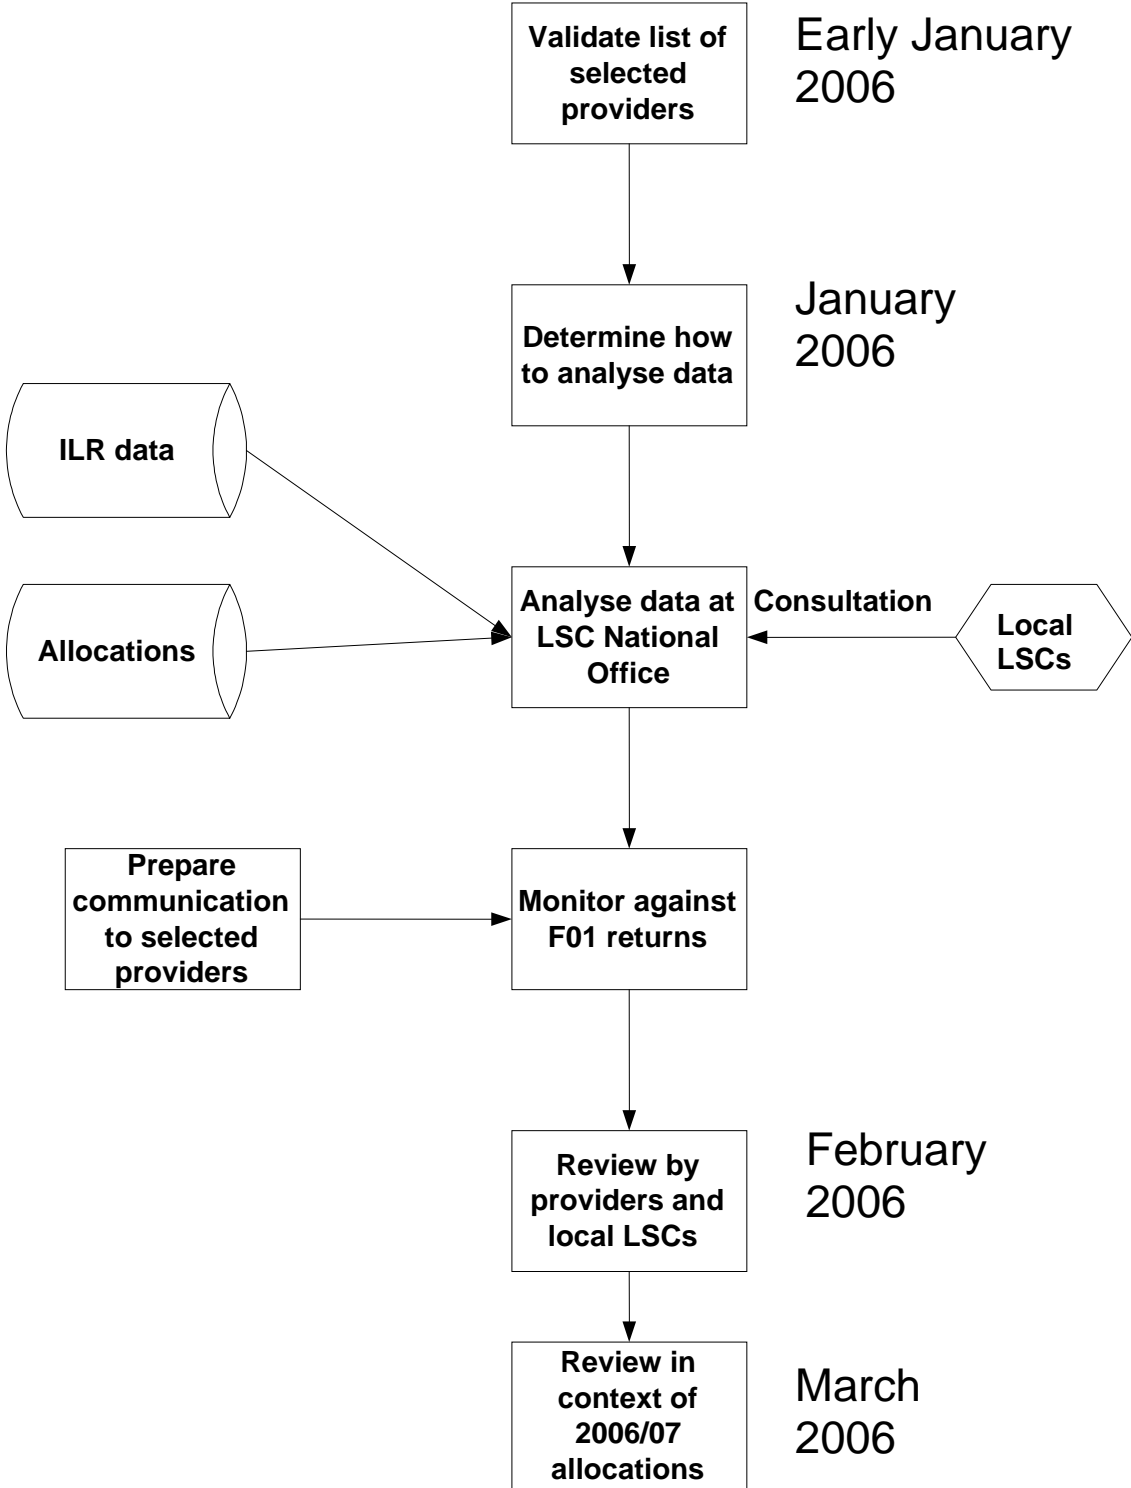 Validate list of
selected
providers
Early January
2006
Determine how
to analyse data
January
2006
ILR data
Allocations
Analyse data at
LSC National
Office
Consultation
Local
LSCs
Prepare
communication
to selected
providers
Monitor against
F01 returns
Review by
providers and
local LSCs
February
2006
Review in
context of
2006/07
allocations
March
2006